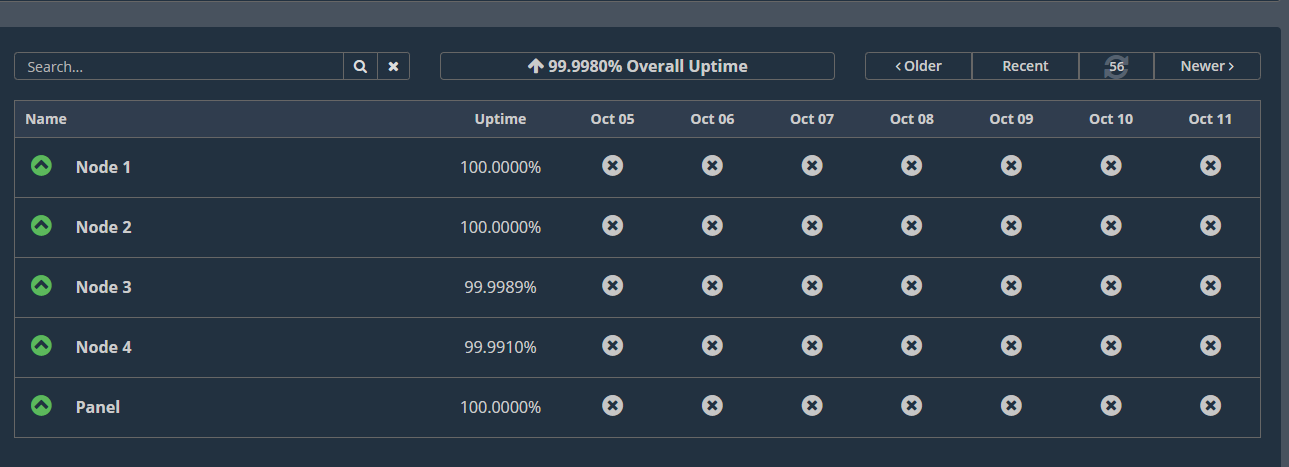 Search... 99.9980% Overall Uptime Older Recent 56 Newer
Name Uptime Oct 05 Oct 06 Oct 07 Oct 08 Oct 09 Oct 10 Oct 11
Node 1 100.0000%
Node 2 100.0000%
Node 3 99.9989%
Node 4 99.9910%
Panel 100.0000%